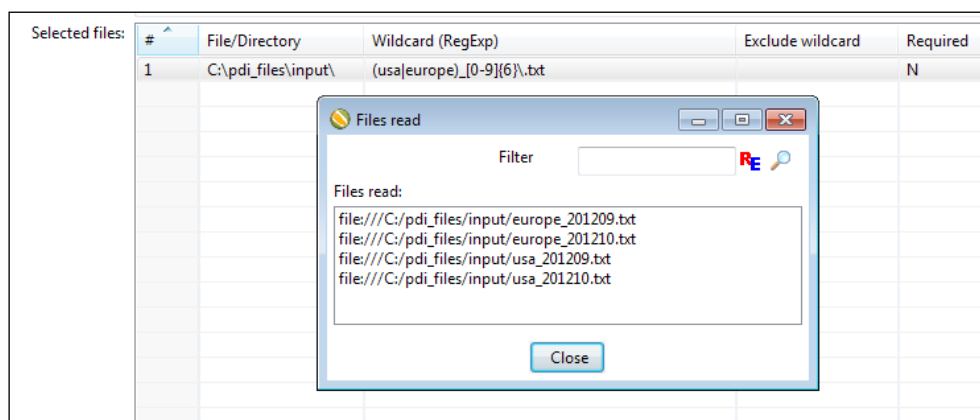 Selected files:
# File/Directory Wildcard (RegExp) Exclude wildcard Required
1 C:\pdi_files\input\ (usa|europe)_[0-9]{6}\.txt N
Files read
Filter RE
Files read:
file:///C:/pdi_files/input/europe_201209.txt
file:///C:/pdi_files/input/europe_201210.txt
file:///C:/pdi_files/input/usa_201209.txt
file:///C:/pdi_files/input/usa_201210.txt
Close